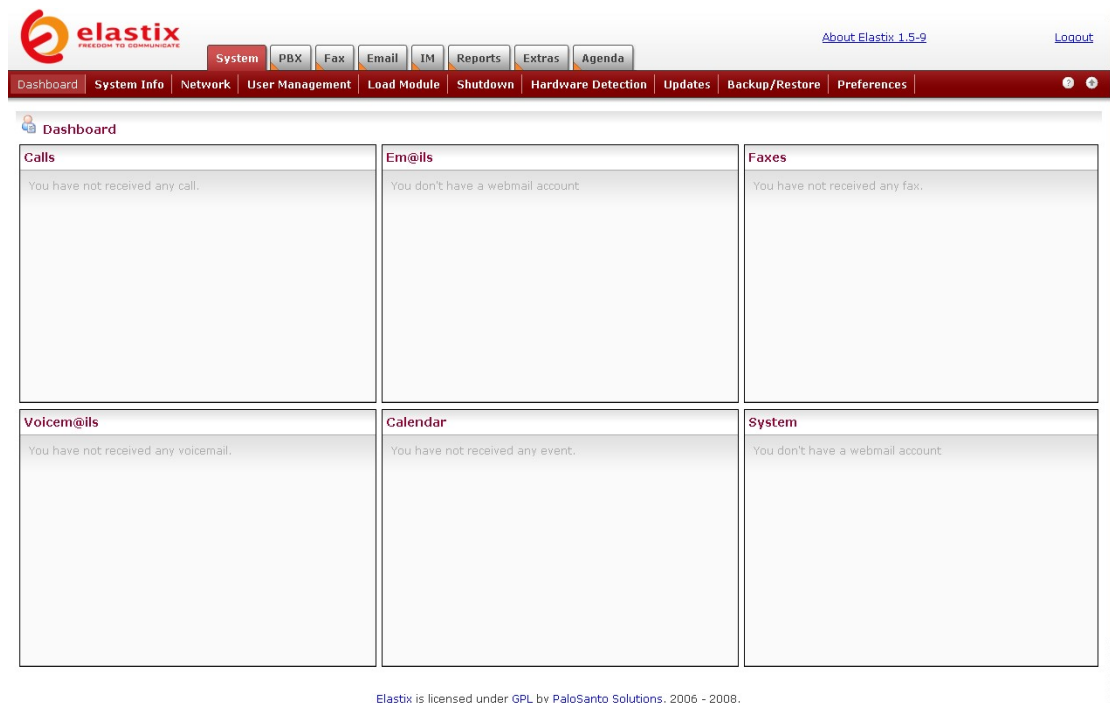 elastix
FREEDOM TO COMMUNICATE
About Elastix 1.5-9 Logout
System PBX Fax Email IM Reports Extras Agenda
Dashboard System Info Network User Management Load Module Shutdown Hardware Detection Updates Backup/Restore Preferences ? +
Dashboard
Calls Em@ils Faxes
You have not received any call. You don't have a webmail account You have not received any fax.
Voicem@ils Calendar System
You have not received any voicemail. You have not received any event. You don't have a webmail account
Elastix is licensed under GPL by PaloSanto Solutions. 2006 - 2008.